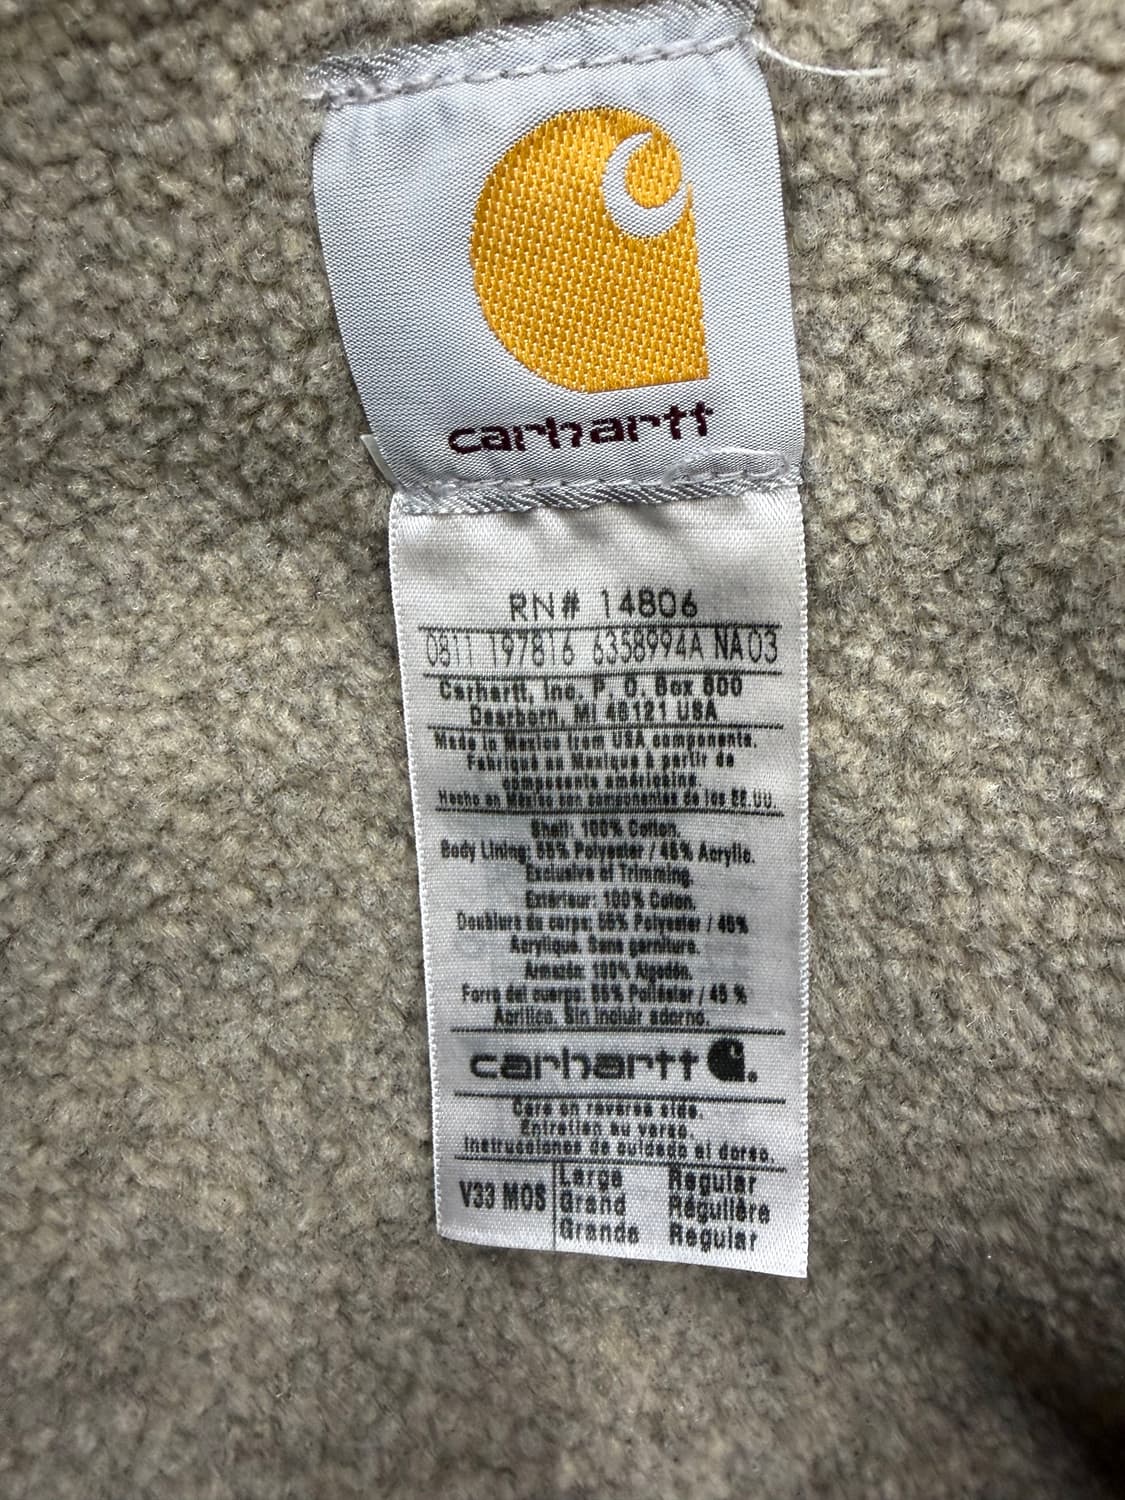 carhartt
RN# 14806
0811 197816 6358994A NA03
Carhartt, Inc. P. O. Box 600
Dearborn, MI 48121 USA
Made in Mexico from USA components.
Fabriqué au Mexique à partir de
composants américains.
Hecho en México con componentes de los EE.UU.
Shell: 100% Cotton.
Body Lining: 55% Polyester / 45% Acrylic.
Exclusive of Trimming.
Extérieur: 100% Coton.
Doublure de corps: 55% Polyester / 45%
Acrylique. Sans garniture.
Armazón: 100% Algodón.
Forro del cuerpo: 55% Poliéster / 45 %
Acrílico. Sin incluir adorno.
carhartt
Care on reverse side.
Entretien au verso.
Instrucciones de cuidado al dorso.
V33 MOS
Large Regular
Grand Régulière
Grande Regular